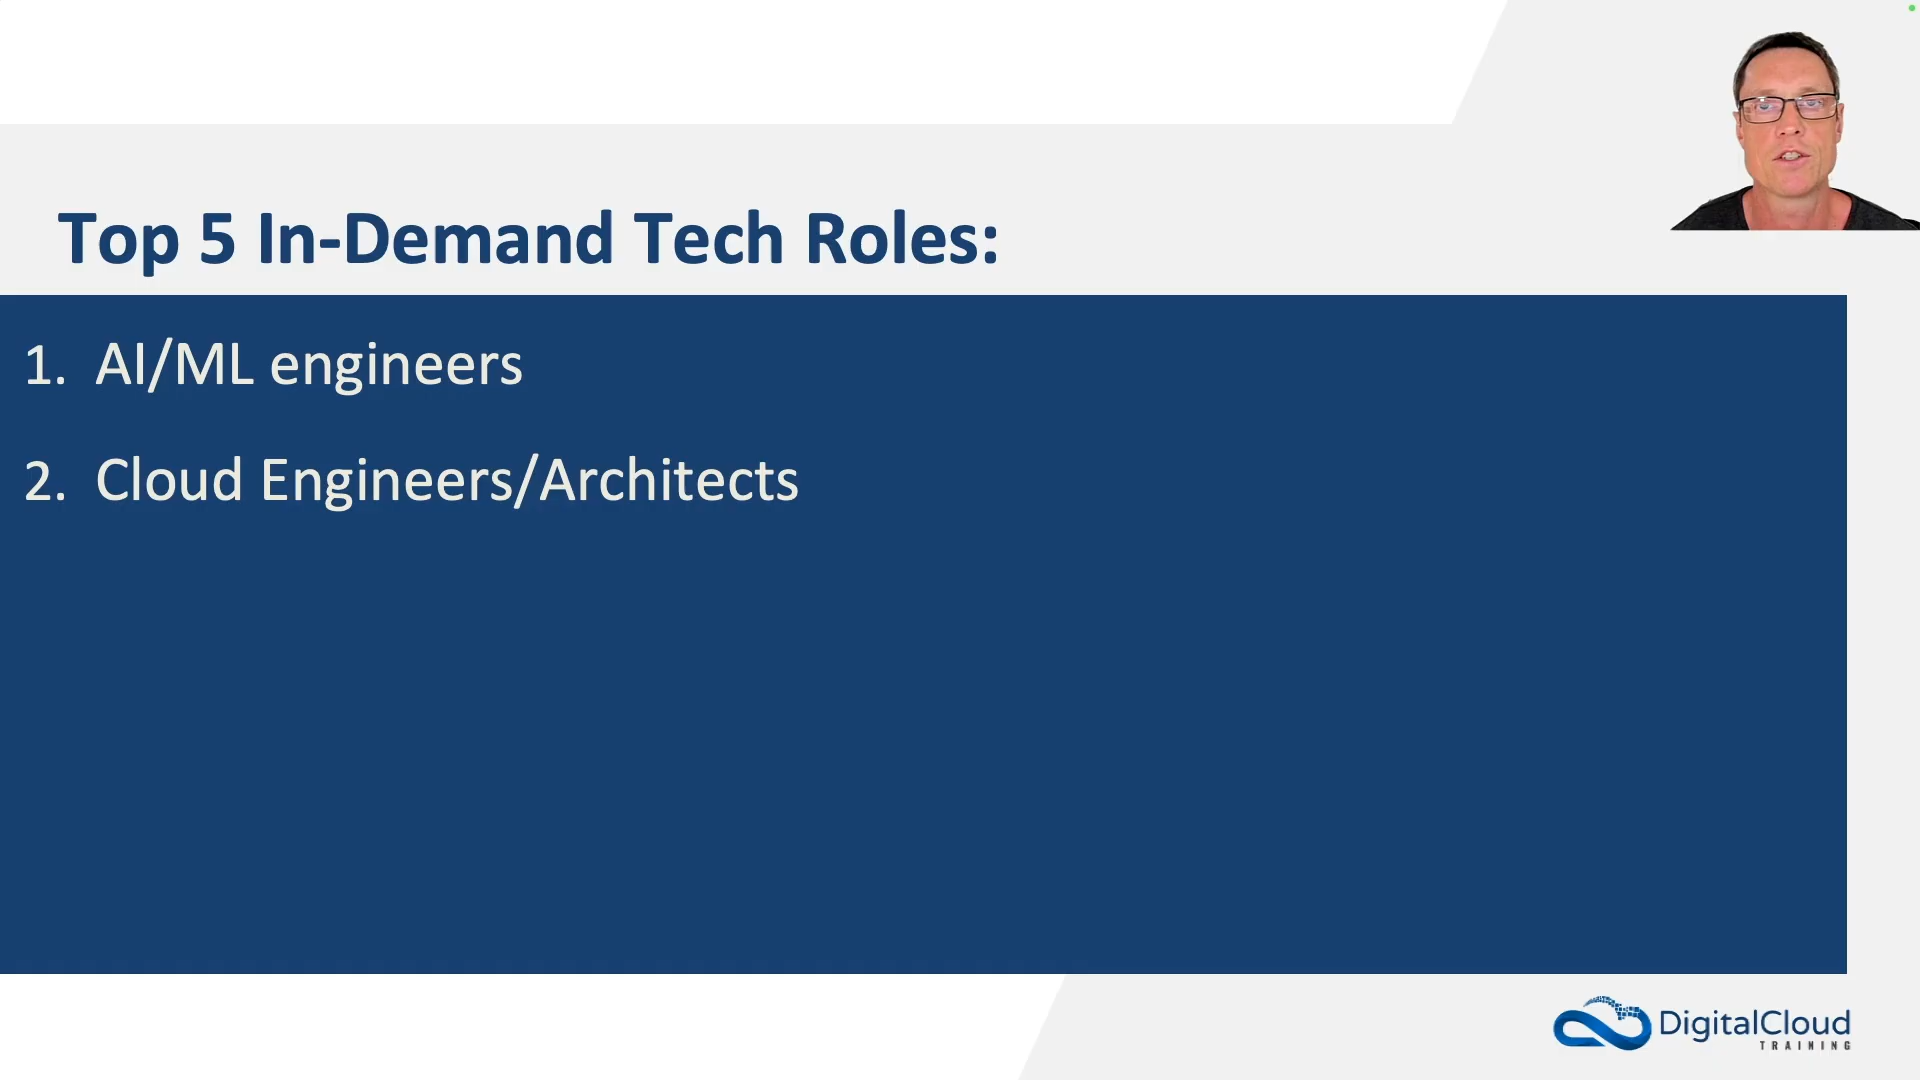 Top 5 In-Demand Tech Roles:
1. AI/ML engineers
2. Cloud Engineers/Architects
DigitalCloud
TRAINING